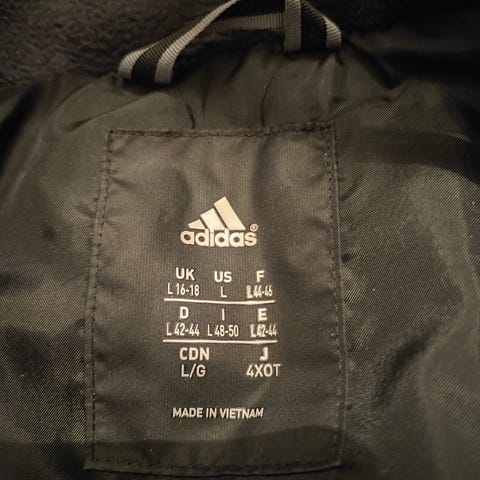 adidas®
UK US F
L 16-18 L L 44-46
D I E
L 42-44 L 48-50 L 42-44
CDN J
L/G 4XOT
MADE IN VIETNAM